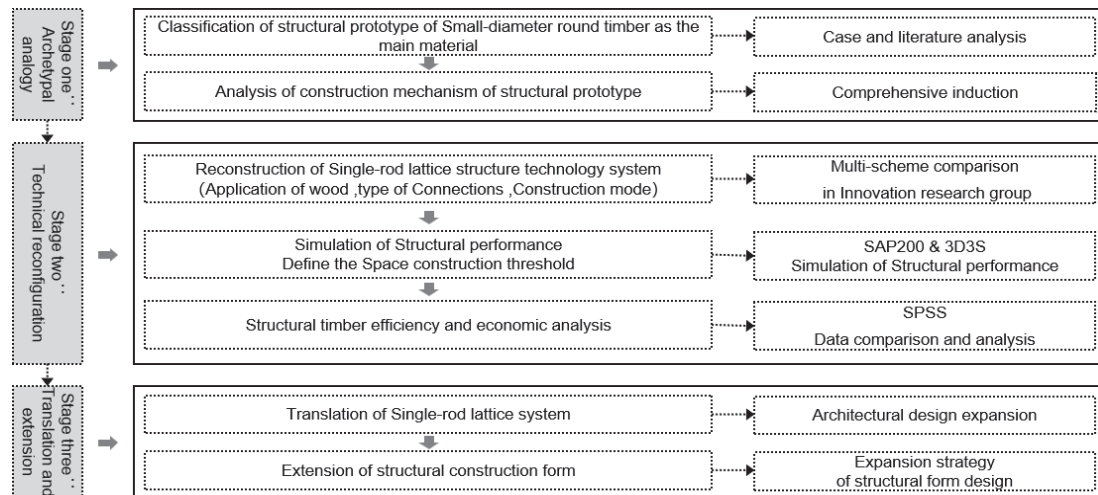 Stage one：
Archetypal
analogy
Classification of structural prototype of Small-diameter round timber as the
main material
Case and literature analysis
Analysis of construction mechanism of structural prototype
Comprehensive induction
Stage two：
Technical reconfiguration
Reconstruction of Single-rod lattice structure technology system
(Application of wood ,type of Connections ,Construction mode)
Multi-scheme comparison
in Innovation research group
Simulation of Structural performance
Define the Space construction threshold
SAP200 & 3D3S
Simulation of Structural performance
Structural timber efficiency and economic analysis
SPSS
Data comparison and analysis
Stage three：
Translation and
extension
Translation of Single-rod lattice system
Architectural design expansion
Extension of structural construction form
Expansion strategy
of structural form design